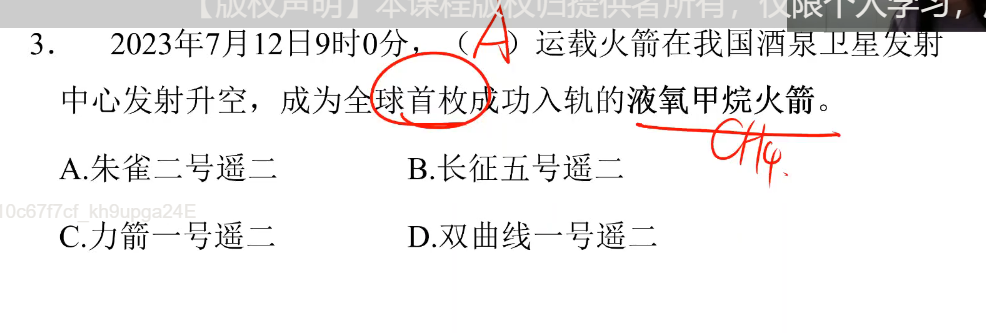 【版权声明】本课程版权归提供者所有，仅限个人学习，
3. 2023年7月12日9时0分，（A）运载火箭在我国酒泉卫星发射
中心发射升空，成为全球首枚成功入轨的液氧甲烷火箭。
CH4
A.朱雀二号遥二 B.长征五号遥二
10c67f7cf_kh9upga24E
C.力箭一号遥二 D.双曲线一号遥二